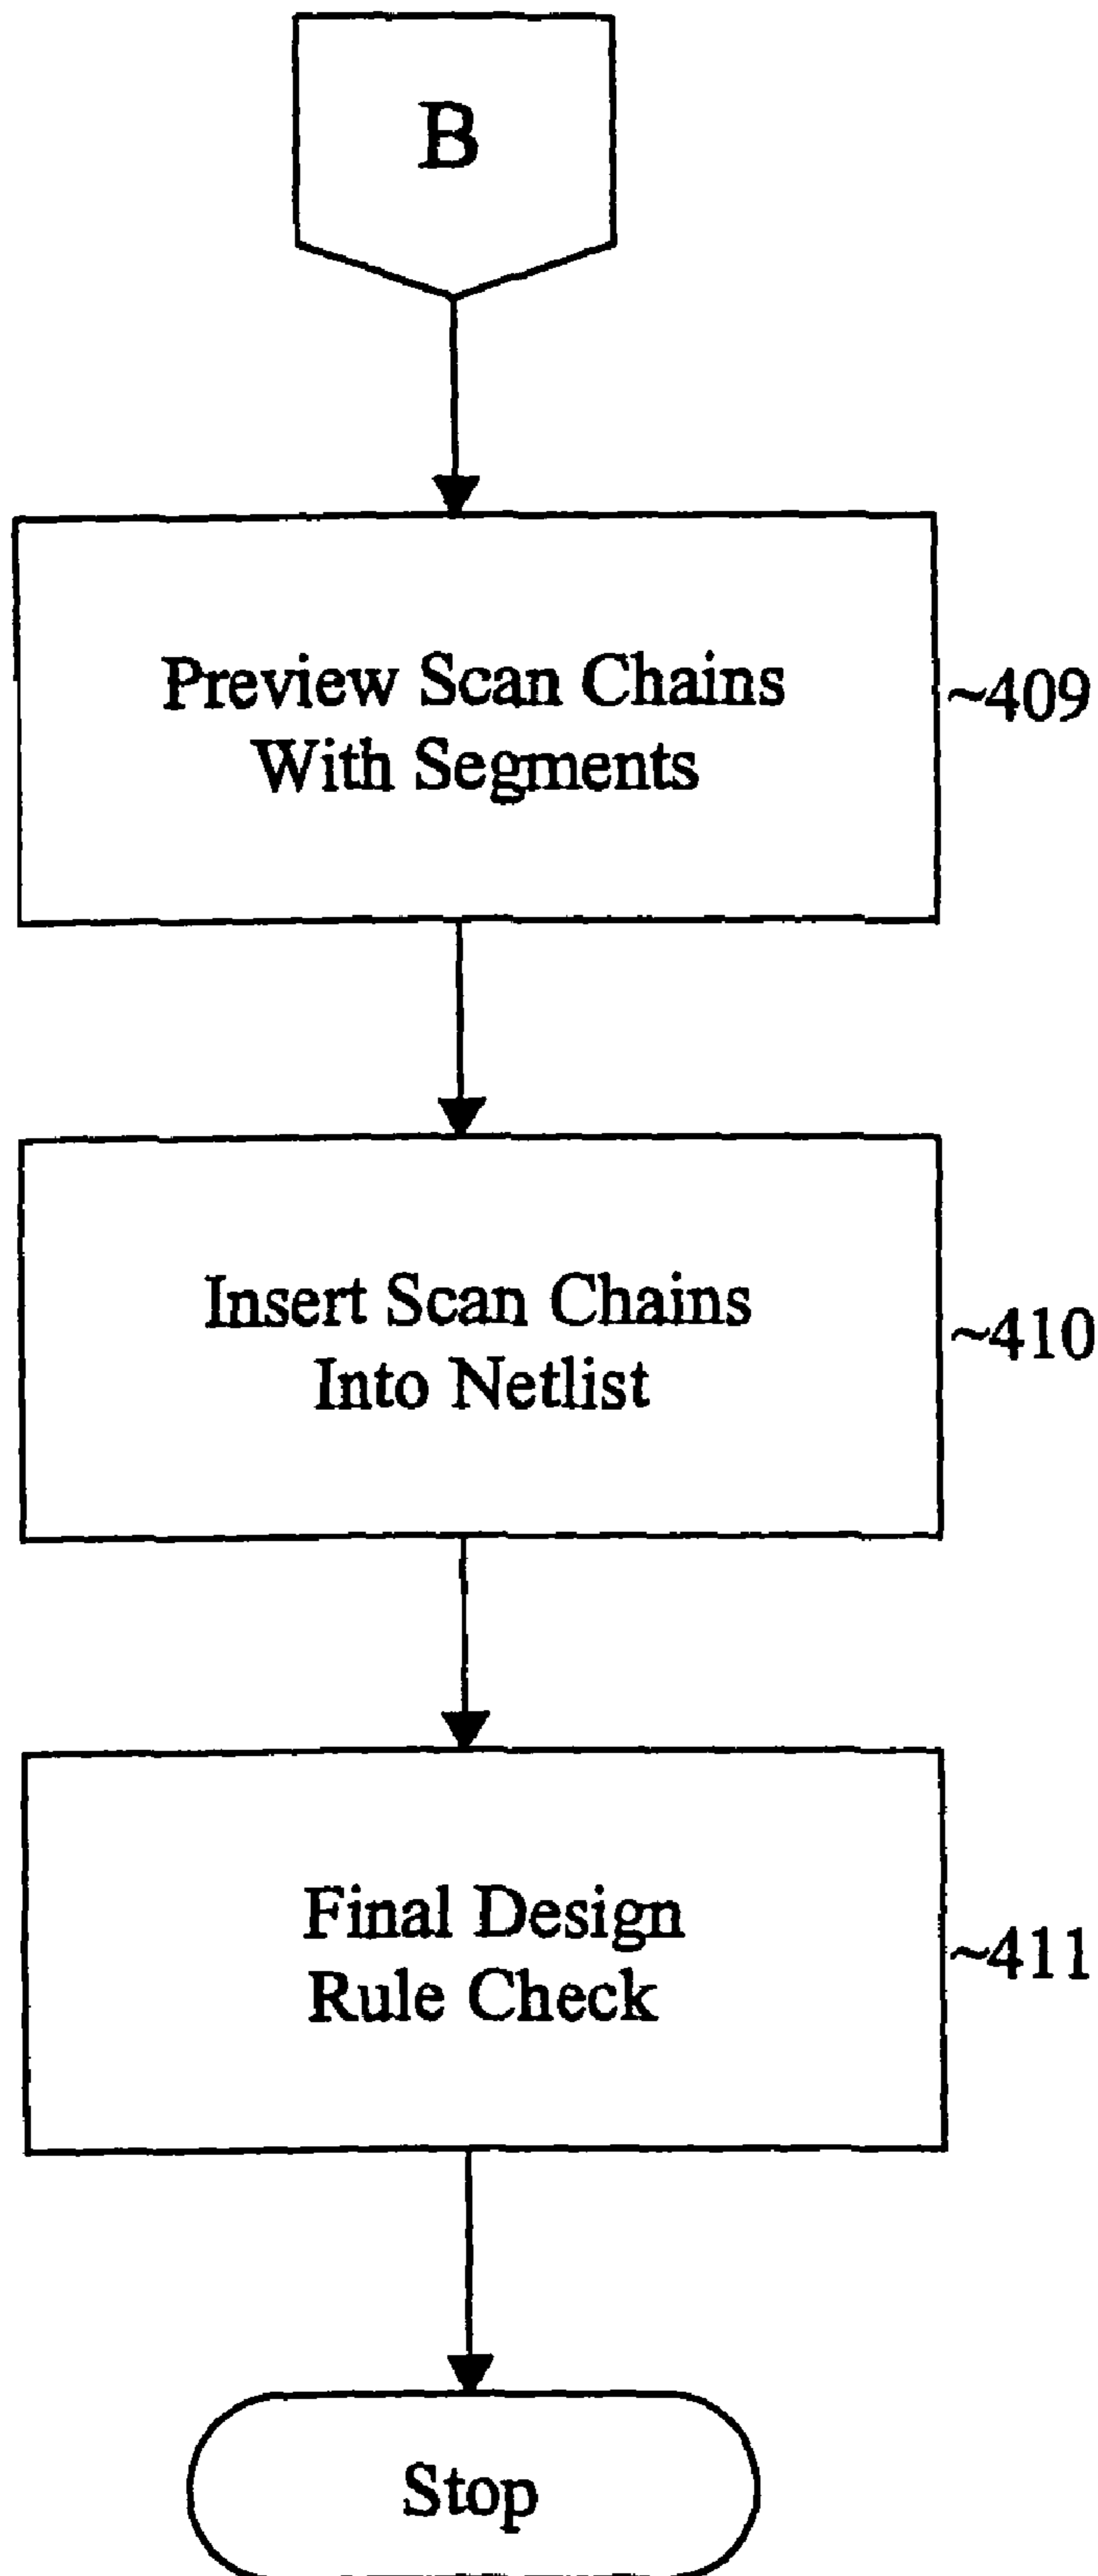 B
Preview Scan Chains
With Segments
~409
Insert Scan Chains
Into Netlist
~410
Final Design
Rule Check
~411
Stop